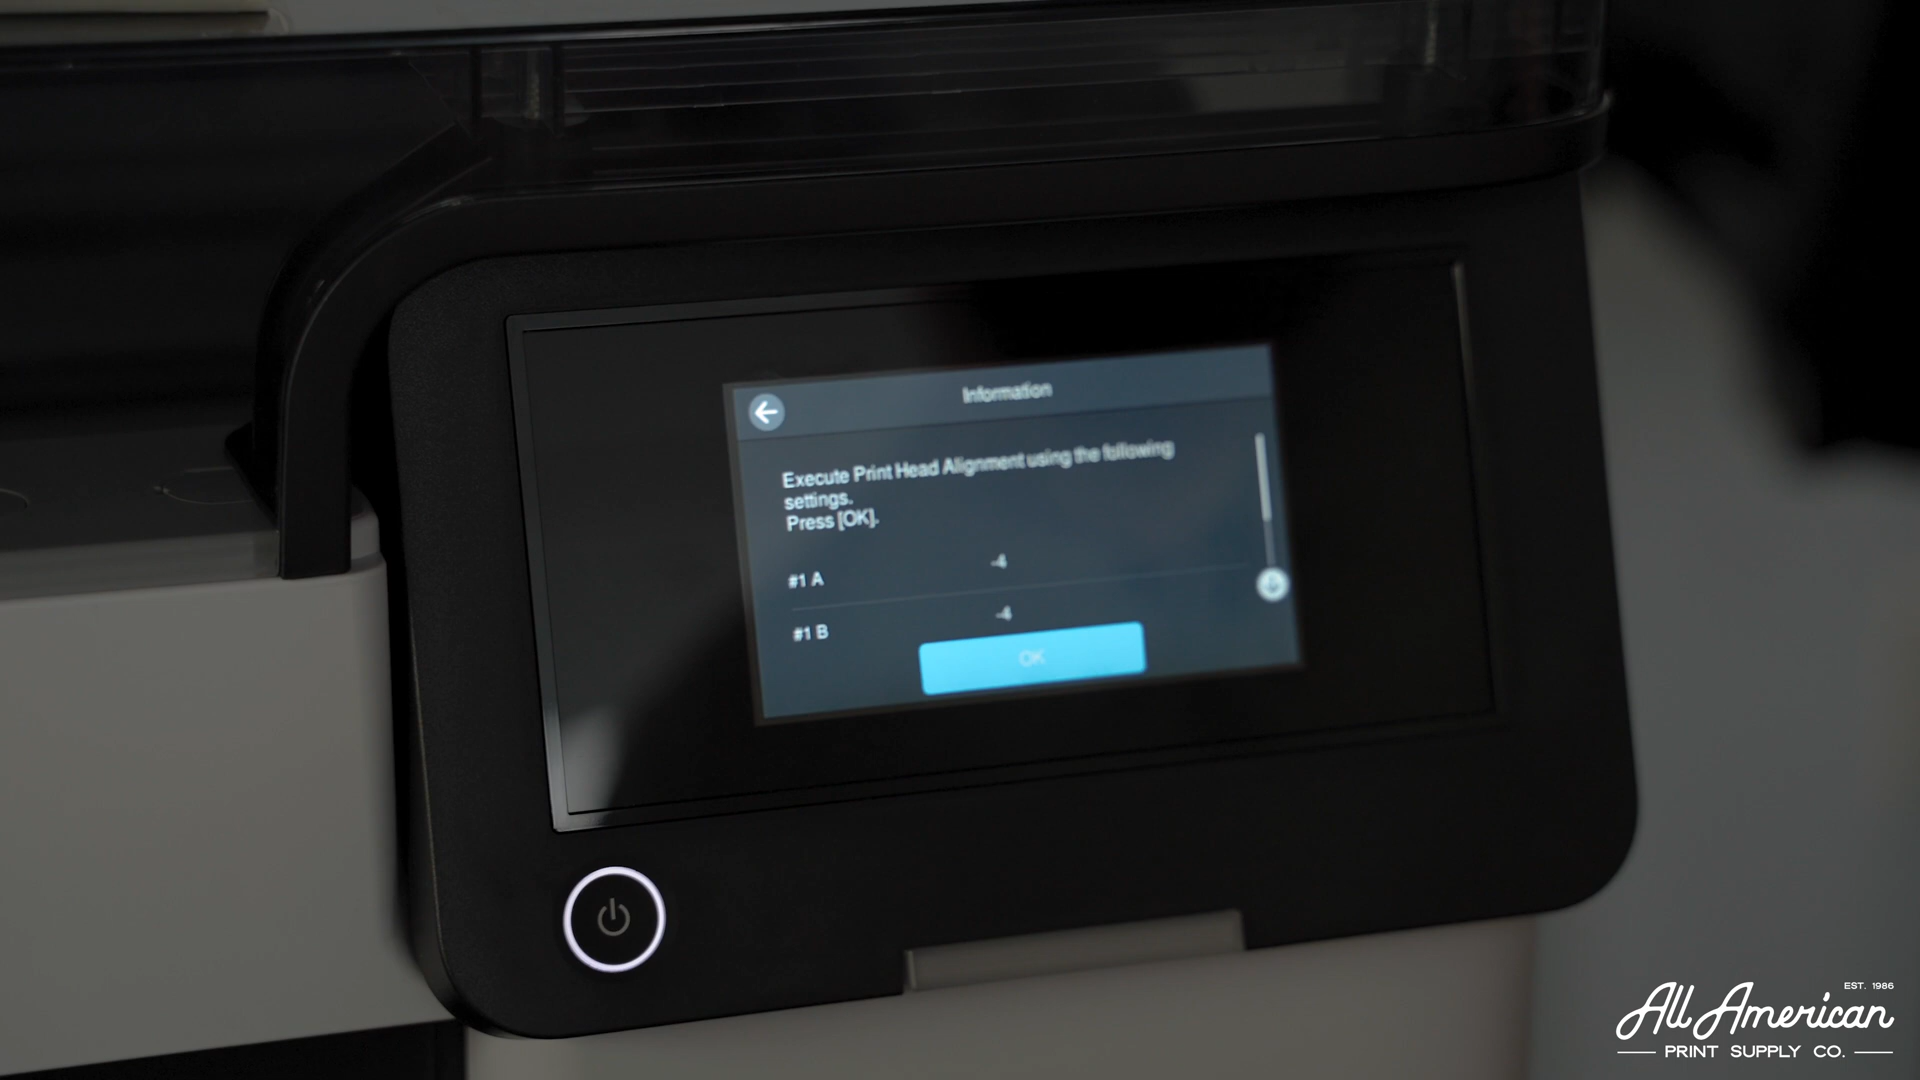 Information
Execute Print Head Alignment using the following
settings.
Press [OK].
#1 A -4
#1 B -4
OK
EST. 1986
All American
PRINT SUPPLY CO.